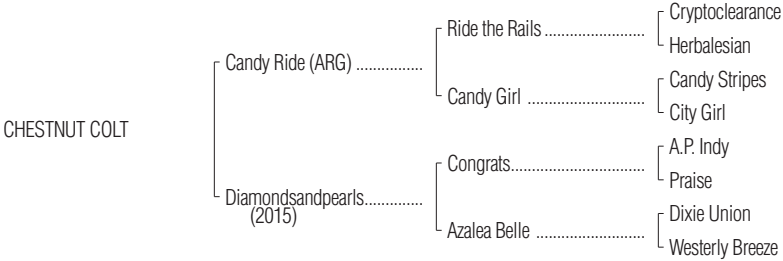 Cryptoclearance
Ride the Rails ........................
Herbalesian
Candy Ride (ARG) ................
Candy Stripes
Candy Girl ............................
City Girl
CHESTNUT COLT
A.P. Indy
Congrats................................
Praise
Diamondsandpearls..............
(2015)
Dixie Union
Azalea Belle ..........................
Westerly Breeze